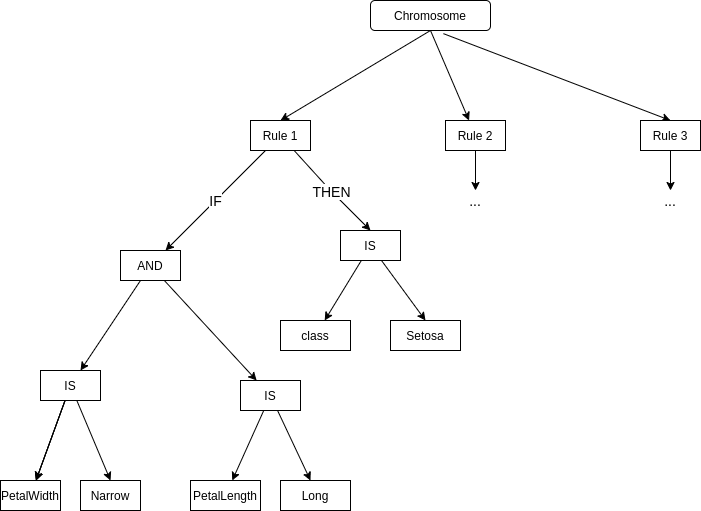 Chromosome
Rule 1
Rule 2
Rule 3
IF
THEN
...
...
IS
AND
class
Setosa
IS
IS
PetalWidth
Narrow
PetalLength
Long